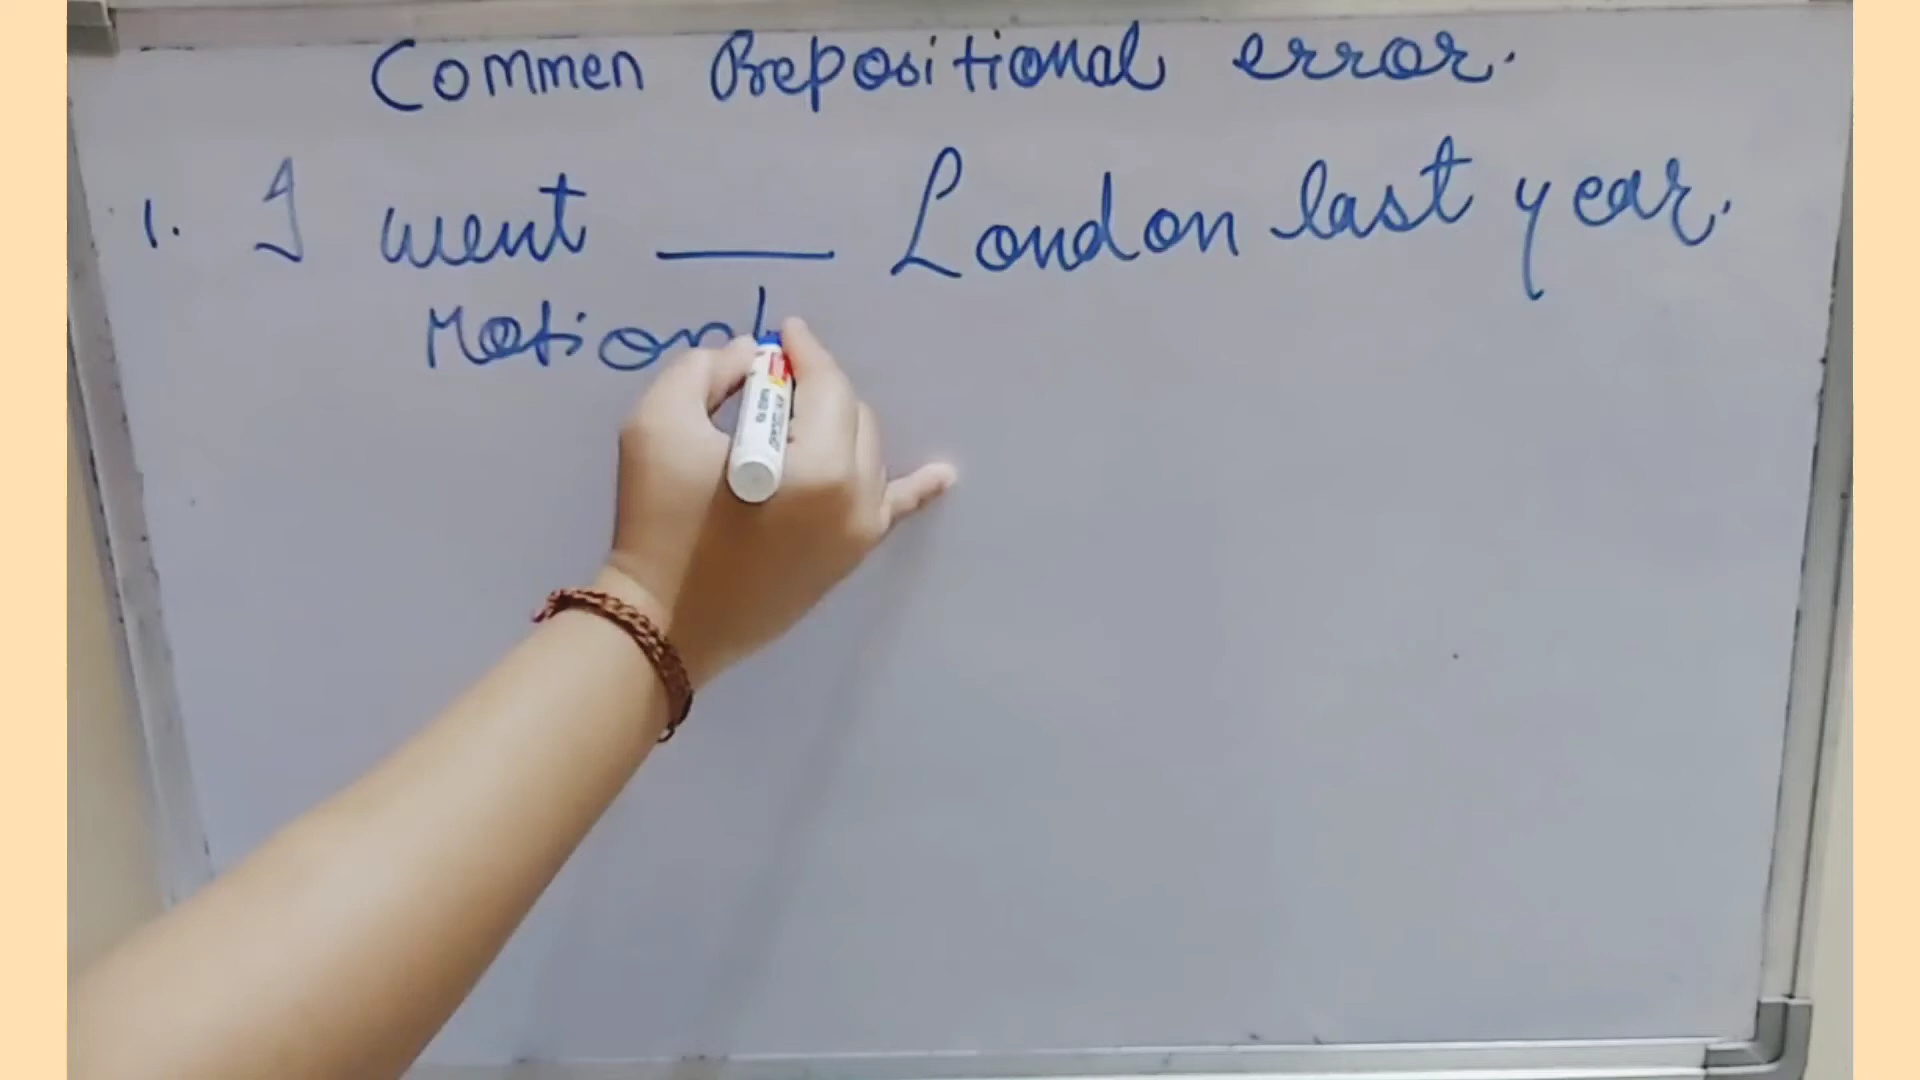 Commen Prepositional error.
1. I went ___ London last year.
Motion